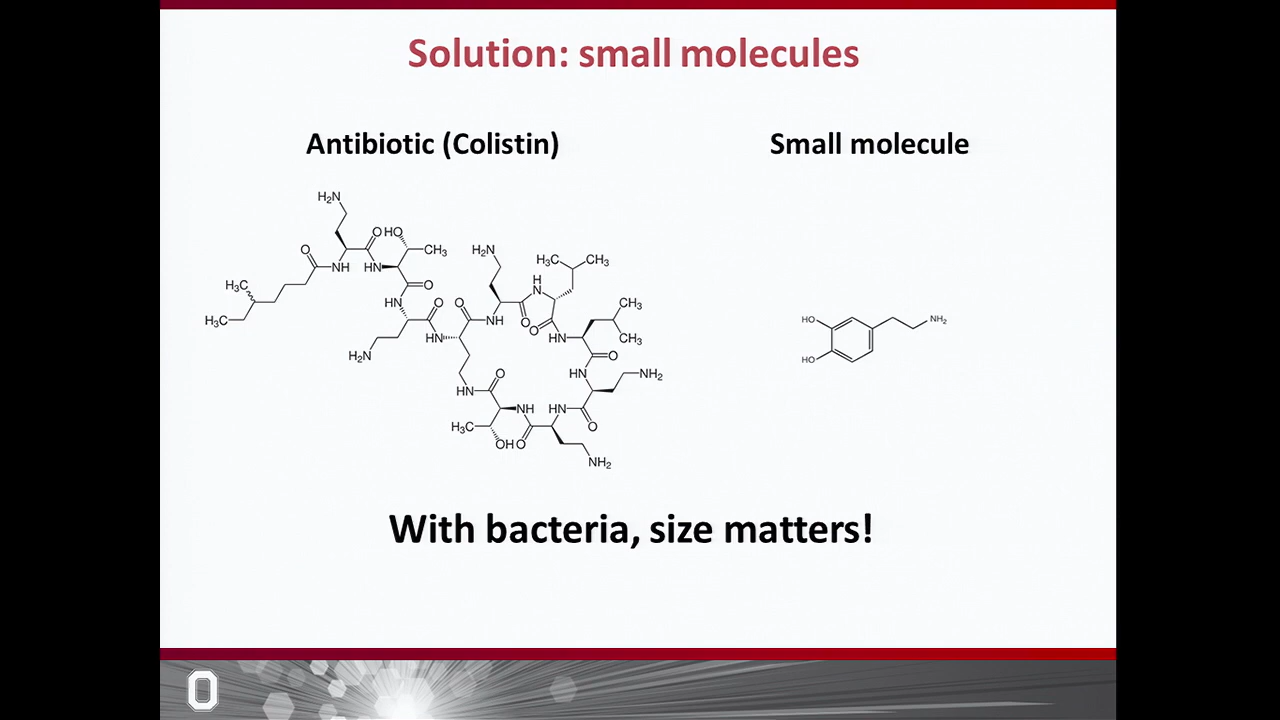 Solution: small molecules
Antibiotic (Colistin)
Small molecule
H₂N
O
HO
CH₃
O
NH
HN
H₃C
O
H₃C
HN
O
H₂N
HN
O
NH
H₂N
O
H
N
H₃C
CH₃
O
HN
CH₃
CH₃
O
HN
NH₂
O
HN
NH
O
H₃C
OH
O
NH₂
HN
O
HO
HO
NH₂
With bacteria, size matters!
O